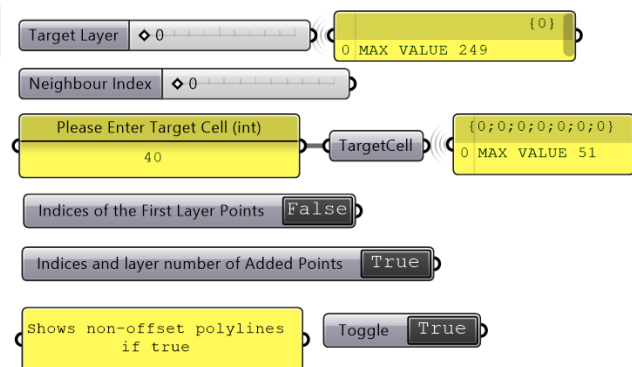 Target Layer 0
{0}
0 MAX VALUE 249
Neighbour Index 0
Please Enter Target Cell (int)
40
TargetCell
{0;0;0;0;0;0;0}
0 MAX VALUE 51
Indices of the First Layer Points False
Indices and layer number of Added Points True
Shows non-offset polylines
if true
Toggle True